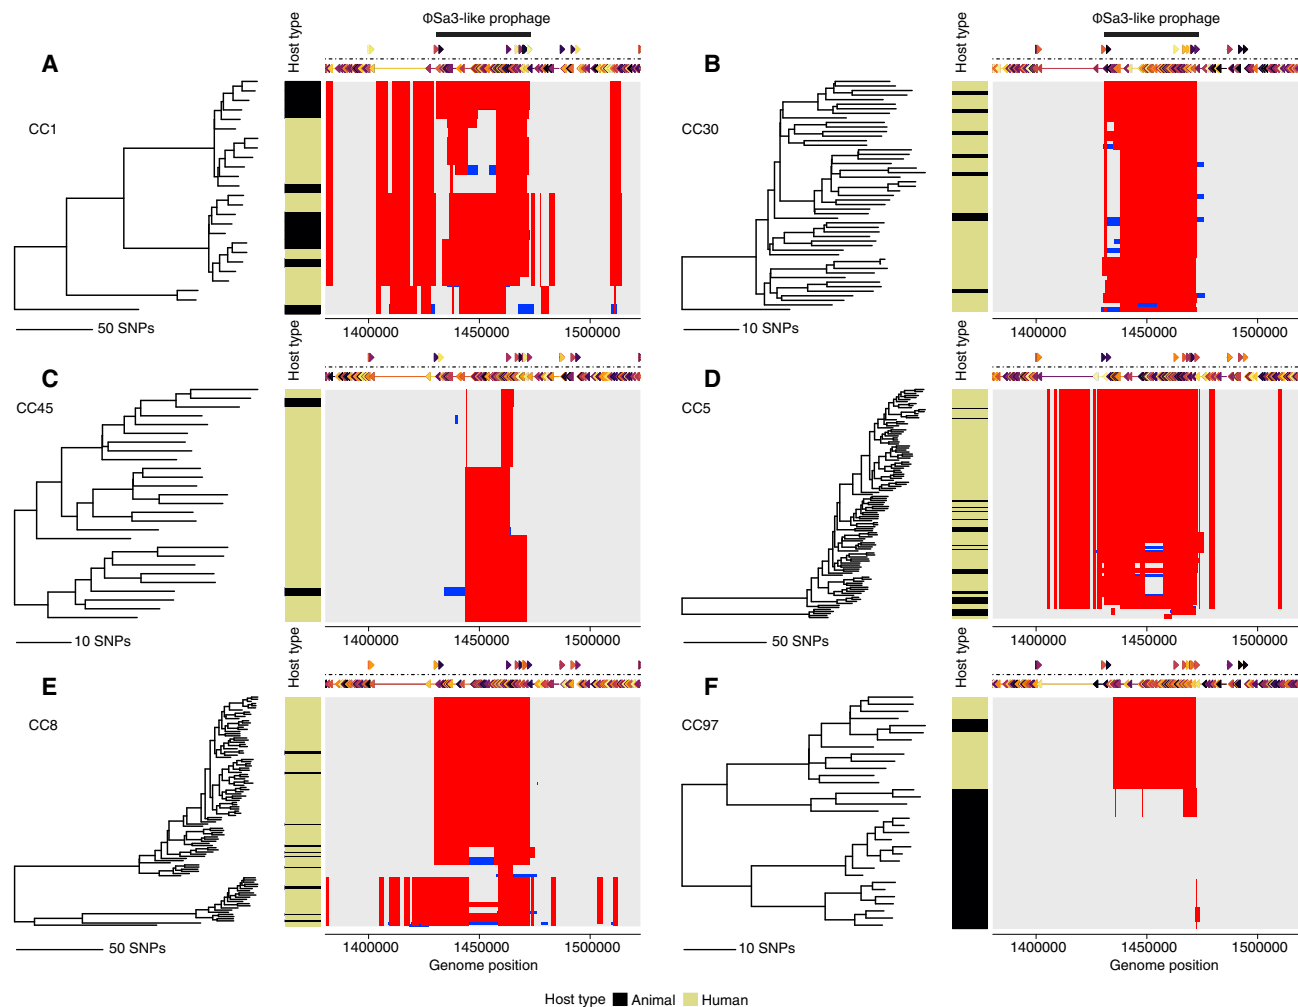 ΦSa3-like prophage
ΦSa3-like prophage
A
Host type
CC1
50 SNPs
1400000 1450000 1500000
B
Host type
CC30
10 SNPs
1400000 1450000 1500000
C
Host type
CC45
10 SNPs
1400000 1450000 1500000
D
Host type
CC5
50 SNPs
1400000 1450000 1500000
E
Host type
CC8
50 SNPs
1400000 1450000 1500000
Genome position
F
Host type
CC97
10 SNPs
1400000 1450000 1500000
Genome position
Host type Animal Human